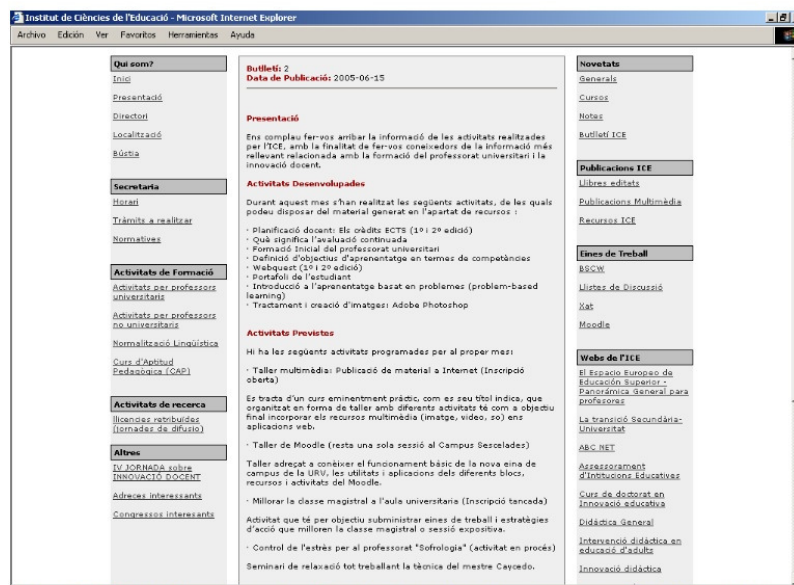 Institut de Ciències de l'Educació - Microsoft Internet Explorer
Archivo Edición Ver Favoritos Herramientas Ayuda
Qui som?
Inici
Presentació
Directori
Localització
Bústia
Secretaria
Horari
Tràmits a realitzar
Normatives
Activitats de Formació
Activitats per professors
universitaris
Activitats per professors
no universitaris
Normalització Lingüística
Curs d'Aptitud
Pedagògica (CAP)
Activitats de recerca
llicencies retribuïdes
(jornades de difusio)
Altres
IV JORNADA sobre
INNOVACIÓ DOCENT
Adreces interessants
Congressos interesants
Butlletí: 2
Data de Publicació: 2005-06-15
Presentació
Ens complau fer-vos arribar la informació de les activitats realitzades
per l'ICE, amb la finalitat de fer-vos coneixedors de la informació més
rellevant relacionada amb la formació del professorat universitari i la
innovació docent.
Activitats Desenvolupades
Durant aquest mes s'han realitzat les següents activitats, de les quals
podeu disposar del material generat en l'apartat de recursos :
· Planificació docent: Els crèdits ECTS (1º i 2º edició)
· Què significa l'avaluació continuada
· Formació Inicial del professorat universitari
· Definició d'objectius d'aprenentatge en termes de competències
· Webquest (1º i 2º edició)
· Portafoli de l'estudiant
· Introducció a l'aprenentatge basat en problemes (problem-based
learning)
· Tractament i creació d'imatges: Adobe Photoshop
Activitats Previstes
Hi ha les següents activitats programades per al proper mes:
· Taller multimèdia: Publicació de material a Internet (Inscripció
oberta)
Es tracta d'un curs eminentment pràctic, com es seu títol indica, que
organitzat en forma de taller amb diferents activitats té com a objectiu
final incorporar els recursos multimèdia (imatge, video, so) ens
aplicacions web.
· Taller de Moodle (resta una sola sessió al Campus Sescelades)
Taller adreçat a conèixer el funcionament bàsic de la nova eina de
campus de la URV, les utilitats i aplicacions dels diferents blocs,
recursos i activitats del Moodle.
· Millorar la classe magistral a l'aula universitaria (Inscripció tancada)
Activitat que té per objectiu subministrar eines de treball i estratègies
d'acció que milloren la classe magistral o sessió expositiva.
· Control de l'estrès per al professorat "Sofrologia" (activitat en procés)
Seminari de relaxació tot treballant la tècnica del mestre Caycedo.
Novetats
Generals
Cursos
Notes
Butlletí ICE
Publicacions ICE
Llibres editats
Publicacions Multimèdia
Recursos ICE
Eines de Treball
BSCW
Llistes de Discussió
Xat
Moodle
Webs de l'ICE
El Espacio Europeo de
Educación Superior -
Panorámica General para
profesores
La transició Secundària-
Universitat
ABC NET
Assessorament
d'Intitucions Educatives
Curs de doctorat en
Innovació educativa
Didàctica General
Intervenció didàctica en
educació d'adults
Innovació didàctica